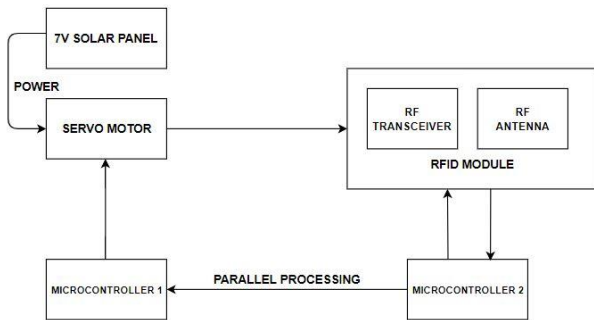 7V SOLAR PANEL
POWER
SERVO MOTOR
RF
TRANSCEIVER
RF
ANTENNA
RFID MODULE
MICROCONTROLLER 1
PARALLEL PROCESSING
MICROCONTROLLER 2